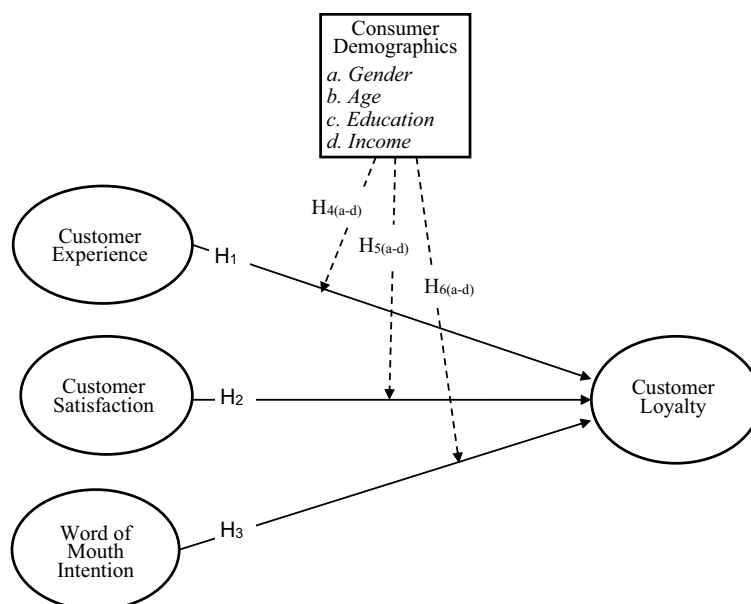 Consumer
Demographics
a. Gender
b. Age
c. Education
d. Income
H4(a-d)
H5(a-d)
H6(a-d)
Customer
Experience
H1
Customer
Satisfaction
H2
Customer
Loyalty
Word of
Mouth
Intention
H3